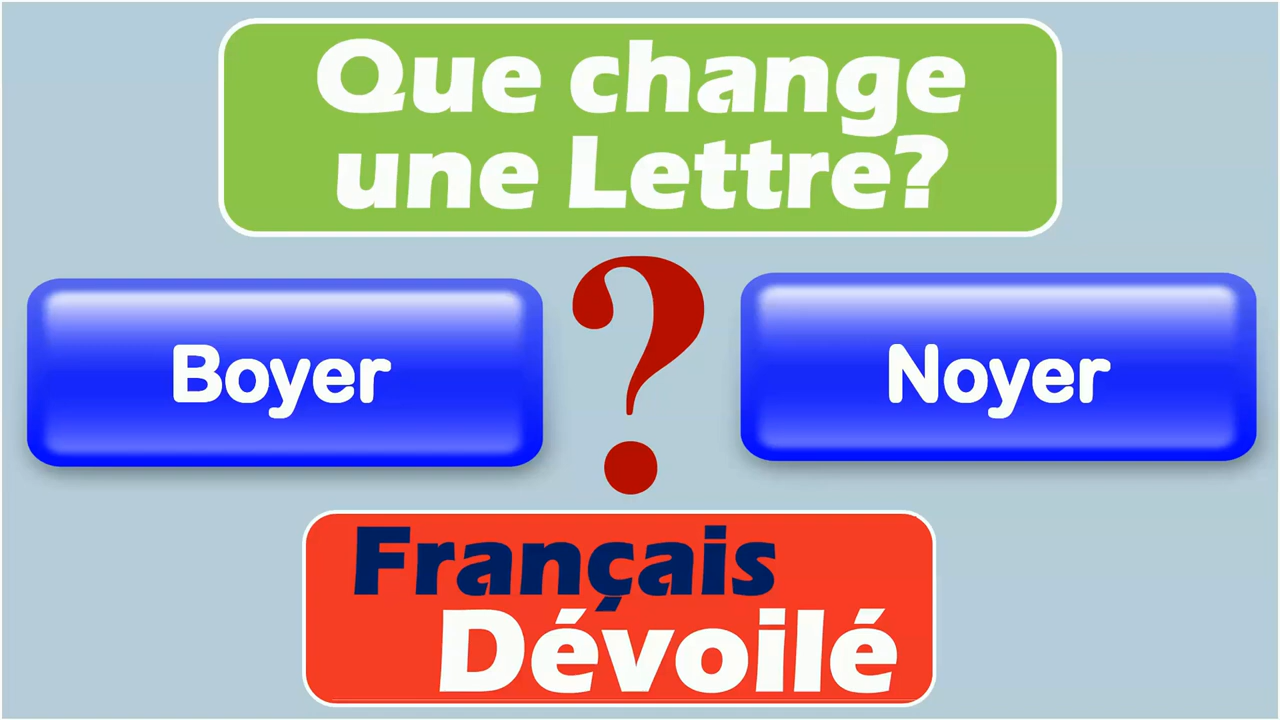 Que change
une Lettre?
Boyer
?
Noyer
Français
Dévoilé